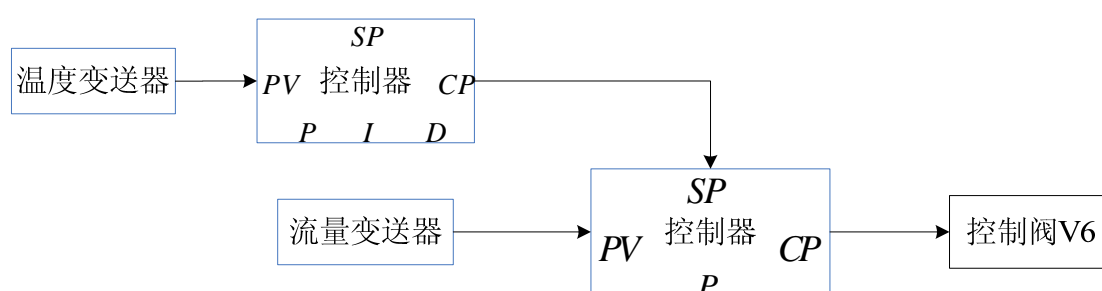 SP
温度变送器
PV 控制器 CP
P I D
SP
流量变送器
控制器
PV CP
控制阀V6
P